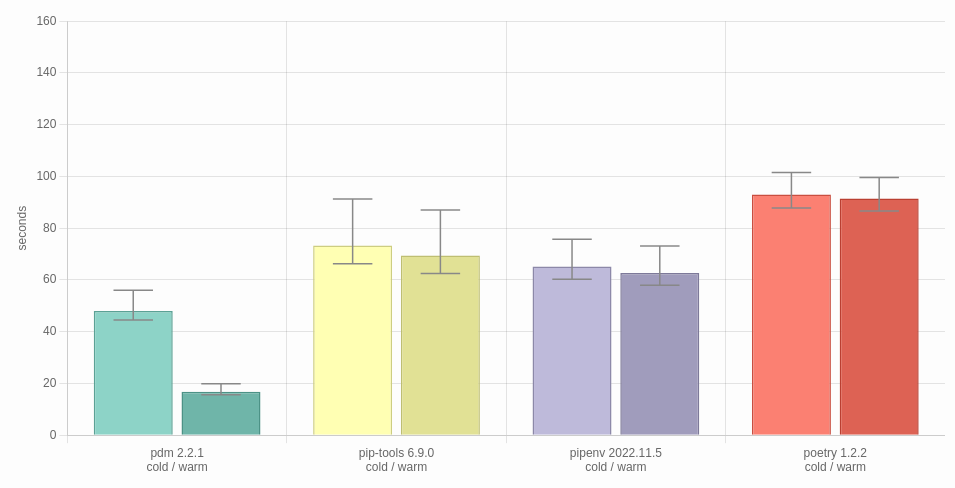 160
140
120
100
80
60
40
20
0
seconds
pdm 2.2.1
cold / warm
pip-tools 6.9.0
cold / warm
pipenv 2022.11.5
cold / warm
poetry 1.2.2
cold / warm